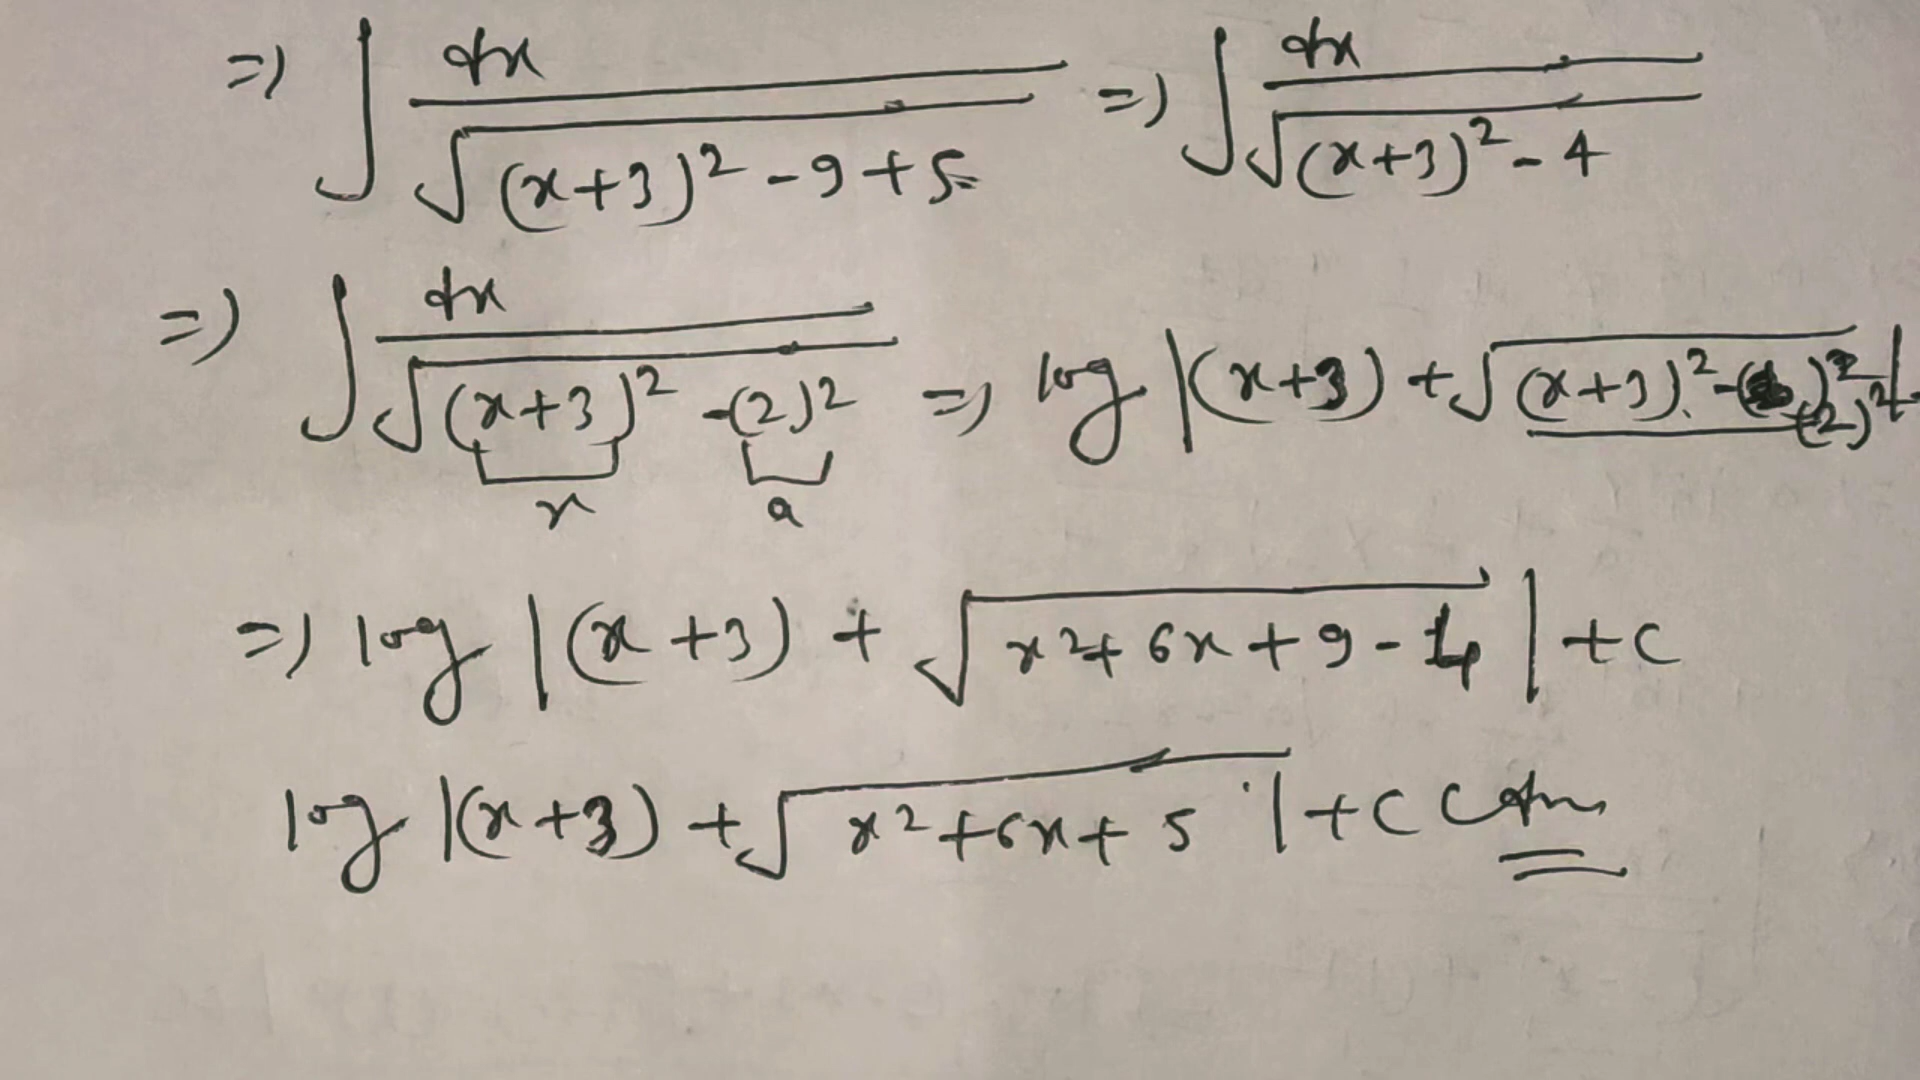 =) ∫ dx / √((x+3)² - 9 + 5) =) ∫ dx / √((x+3)² - 4)
=) ∫ dx / √((x+3)² - (2)²) =) log |(x+3) + √((x+3)² - (2)²)| +
x a
=) log |(x+3) + √(x² + 6x + 9 - 4)| + c
log |(x+3) + √(x² + 6x + 5)| + c Ans